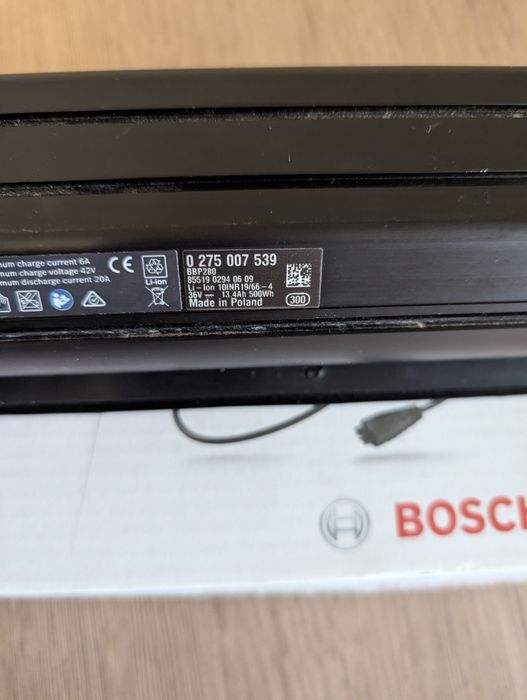 mum charge current 6A
mum charge voltage 42V
mum discharge current 20A
CE
Li-ion
0 275 007 539
BBP280
85519 0294 06 09
Li-Ion 10INR19/66-4
36V 13.4Ah 500Wh
Made in Poland
300
BOSCH